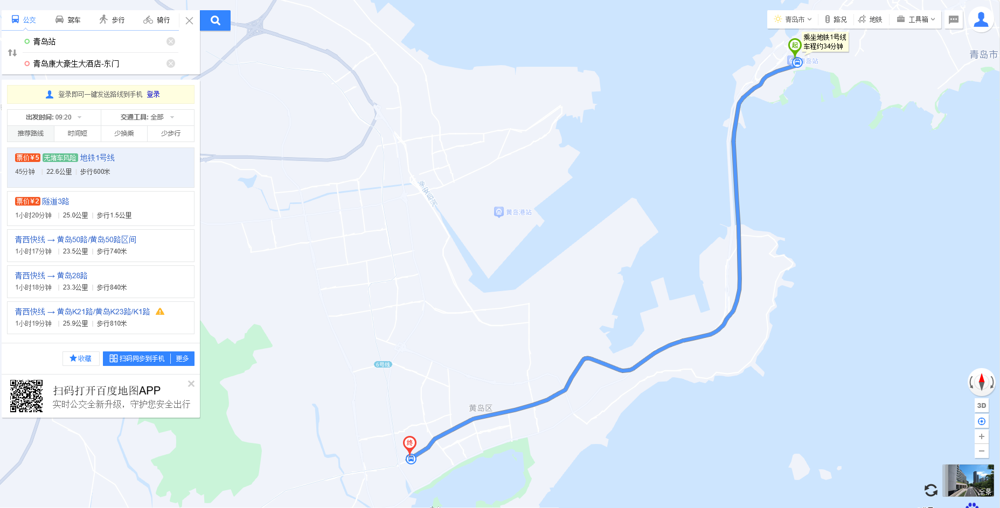 公交 驾车 步行 骑行
青岛站
青岛康大豪生大酒店-东门
登录即可一键发送路线到手机 登录
出发时间: 09:20 交通工具: 全部
推荐路线 时间短 少换乘 少步行
票价¥5 无堵车风险 地铁1号线
45分钟 | 22.6公里 | 步行600米
票价¥2 隧道3路
1小时20分钟 | 25.0公里 | 步行1.5公里
青西快线 → 黄岛50路/黄岛50路区间
1小时17分钟 | 23.5公里 | 步行740米
青西快线 → 黄岛28路
1小时18分钟 | 23.3公里 | 步行840米
青西快线 → 黄岛K21路/黄岛K23路/K1路
1小时19分钟 | 25.9公里 | 步行810米
收藏 扫码同步到手机 更多
扫码打开百度地图APP
实时公交全新升级，守护您安全出行
青岛市 路况 地铁 工具箱
起
乘坐地铁1号线
车程约34分钟
青岛站
青岛市
黄岛港站
6号线
黄岛区
终
3D
全景